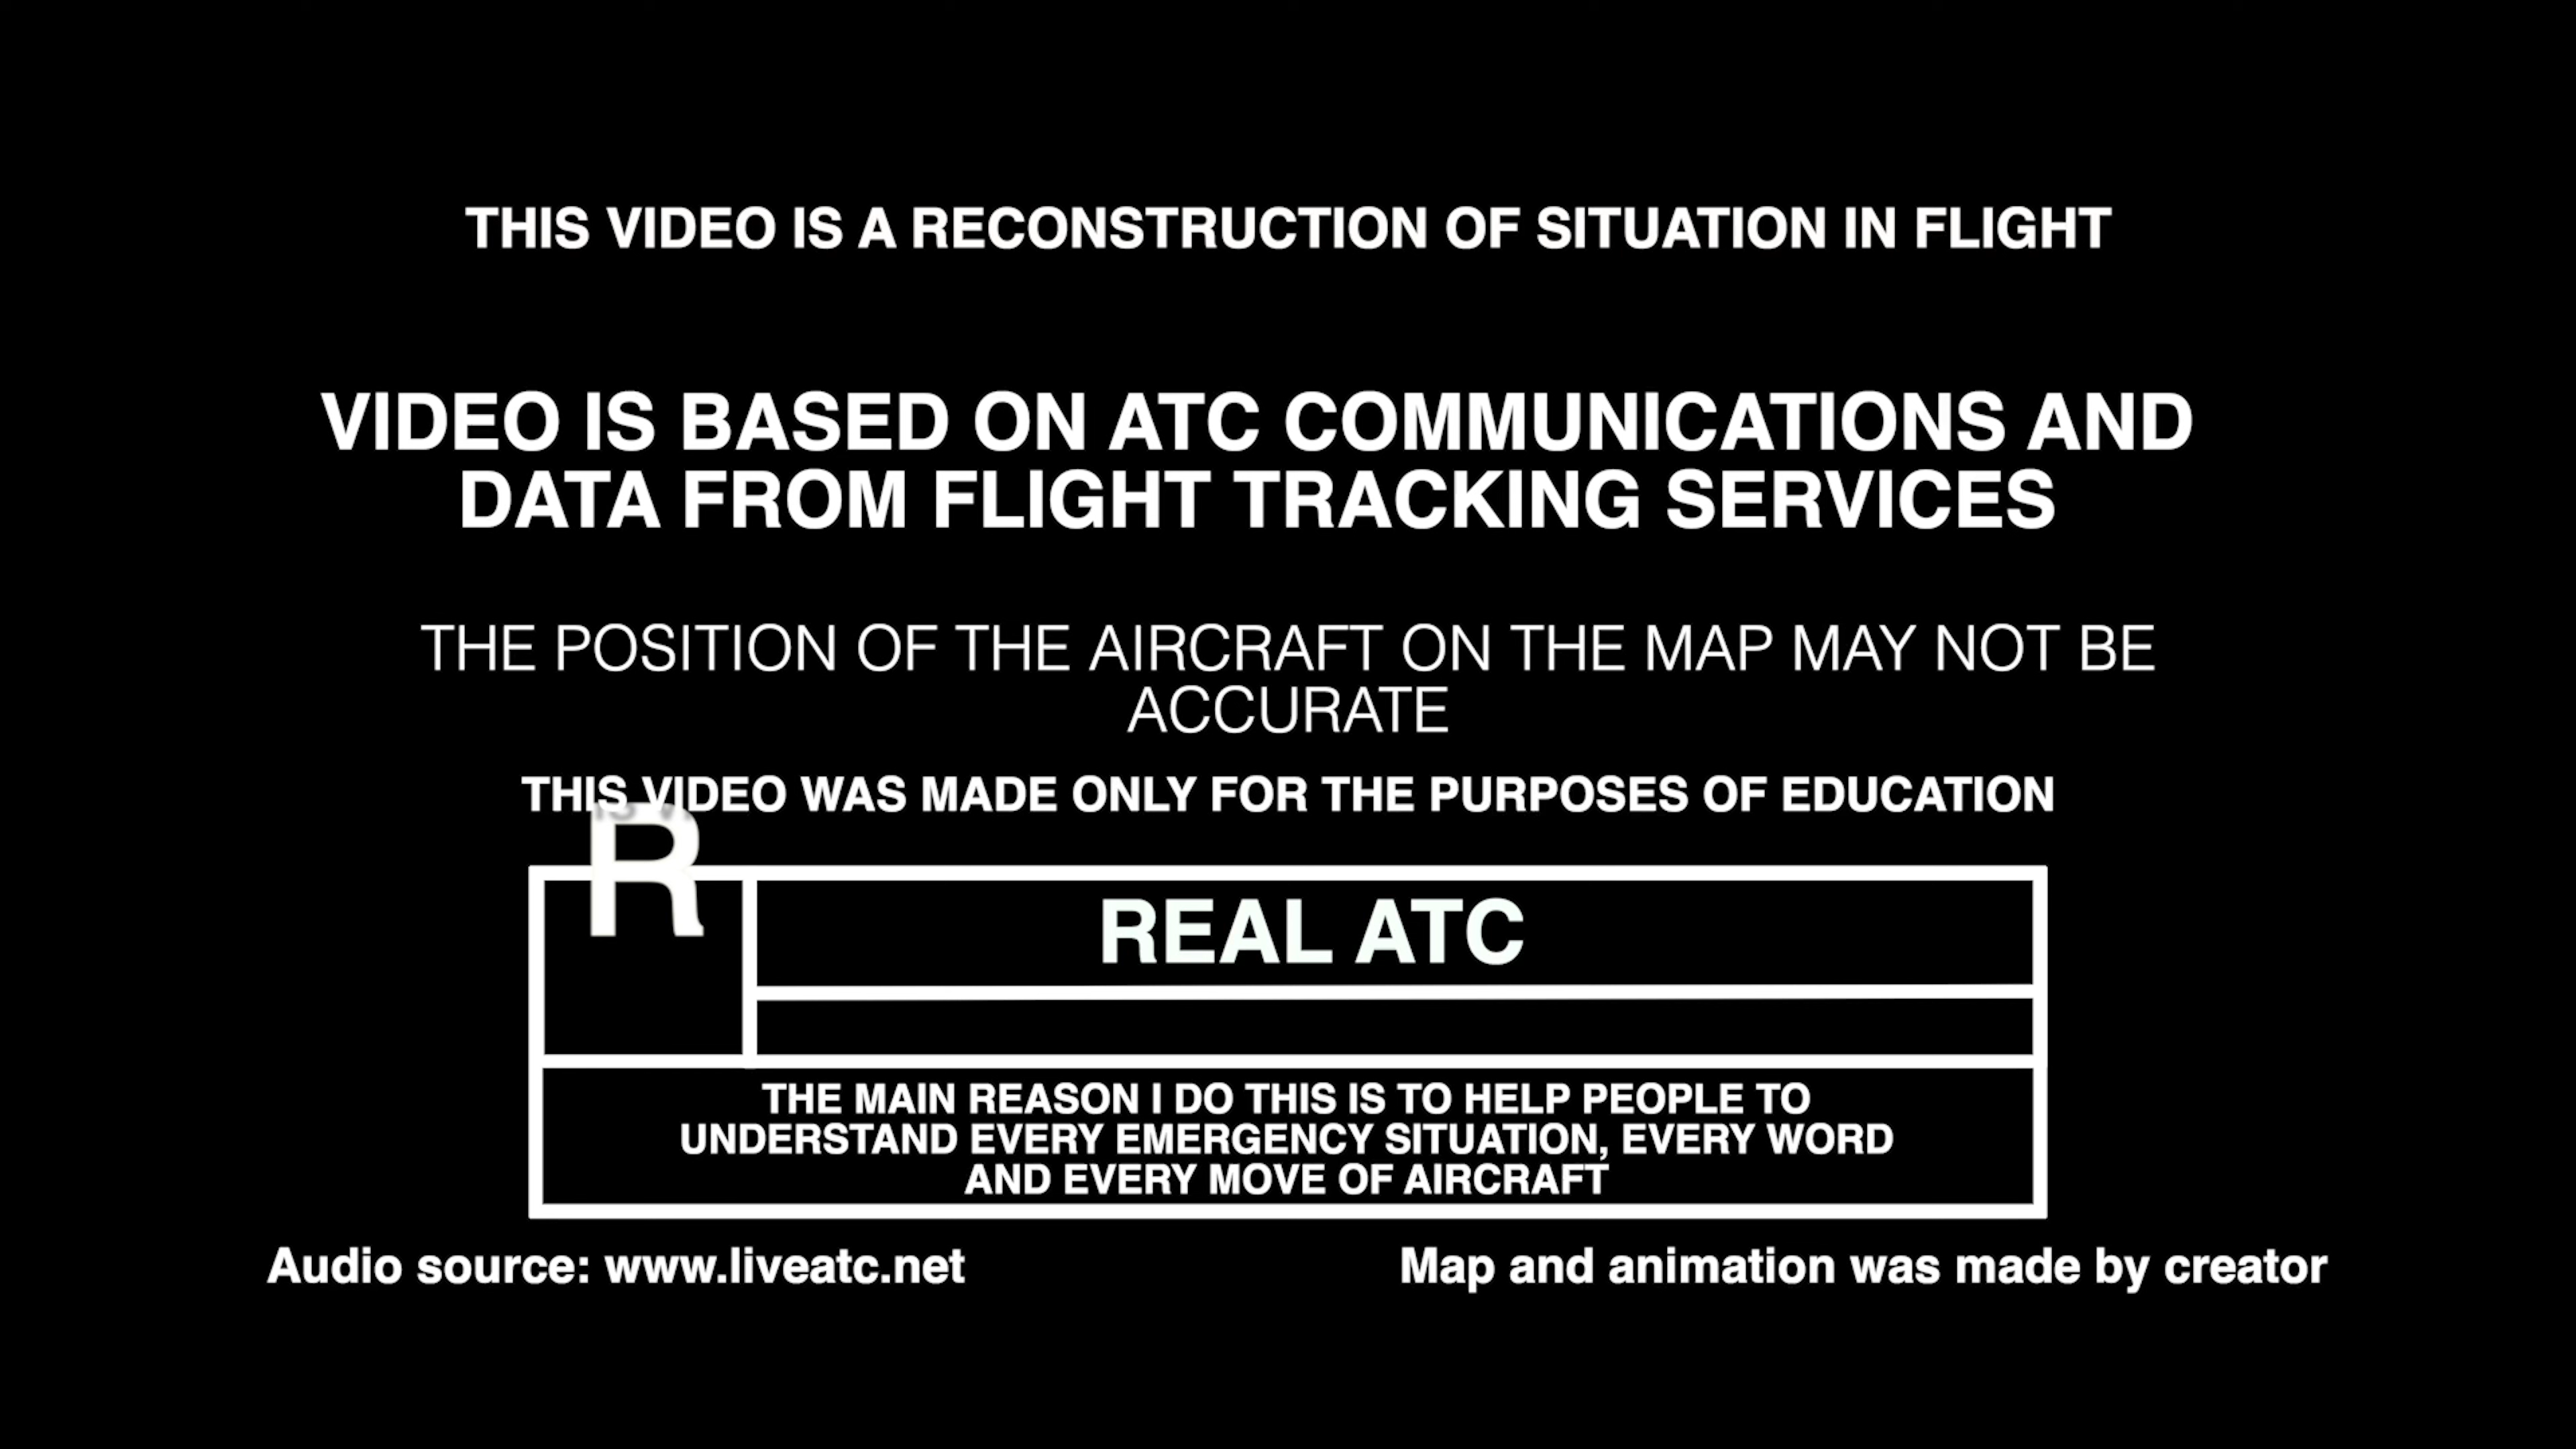 THIS VIDEO IS A RECONSTRUCTION OF SITUATION IN FLIGHT
VIDEO IS BASED ON ATC COMMUNICATIONS AND
DATA FROM FLIGHT TRACKING SERVICES
THE POSITION OF THE AIRCRAFT ON THE MAP MAY NOT BE
ACCURATE
THIS VIDEO WAS MADE ONLY FOR THE PURPOSES OF EDUCATION
R
REAL ATC
THE MAIN REASON I DO THIS IS TO HELP PEOPLE TO
UNDERSTAND EVERY EMERGENCY SITUATION, EVERY WORD
AND EVERY MOVE OF AIRCRAFT
Audio source: www.liveatc.net
Map and animation was made by creator